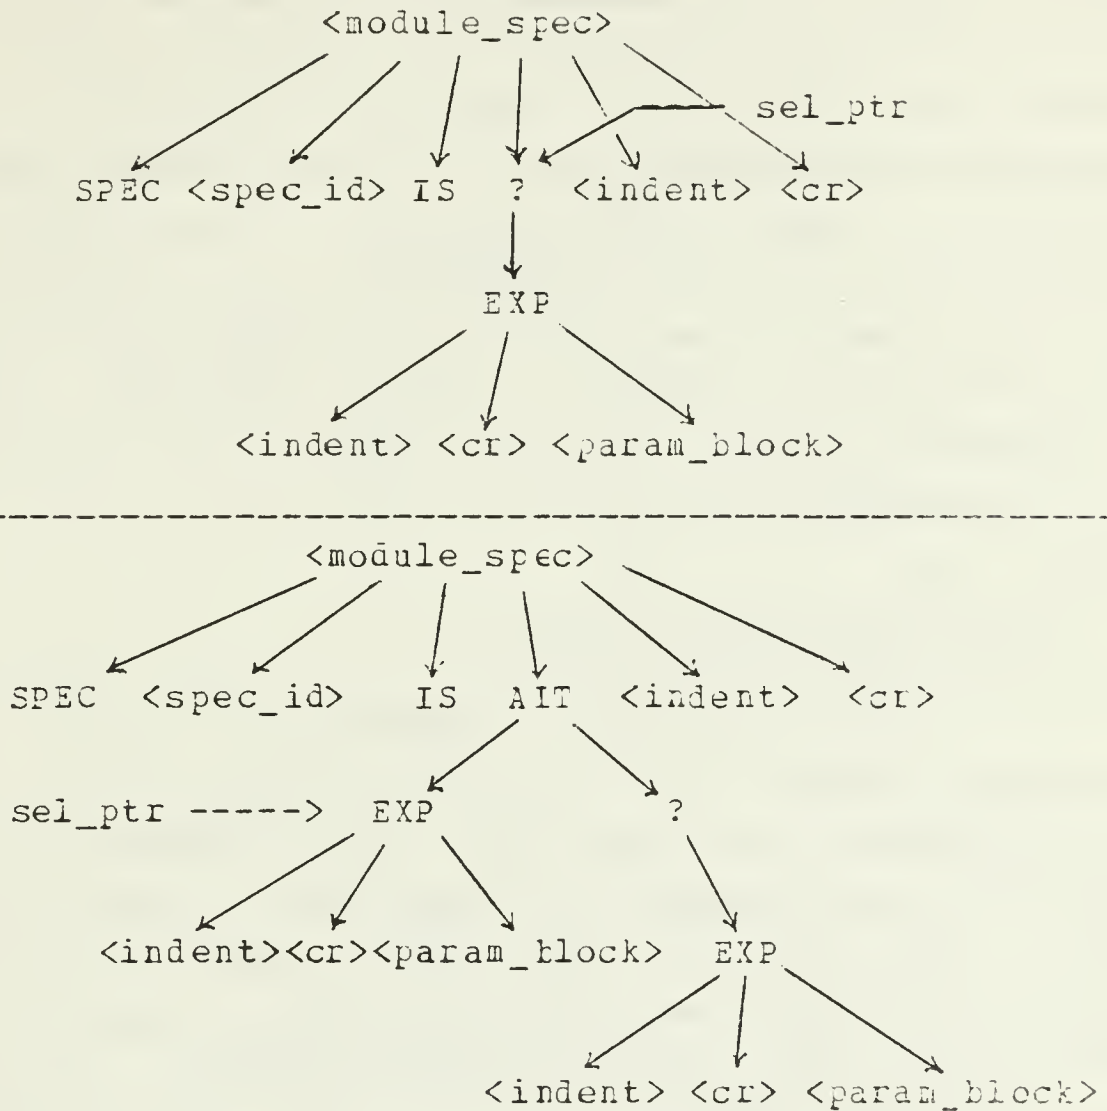 <module_spec>
sel_ptr
SPEC <spec_id> IS ? <indent> <cr>
EXP
<indent> <cr> <param_block>
<module_spec>
SPEC <spec_id> IS AIT <indent> <cr>
sel_ptr -----> EXP ?
<indent><cr><param_block> EXP
<indent> <cr> <param_block>